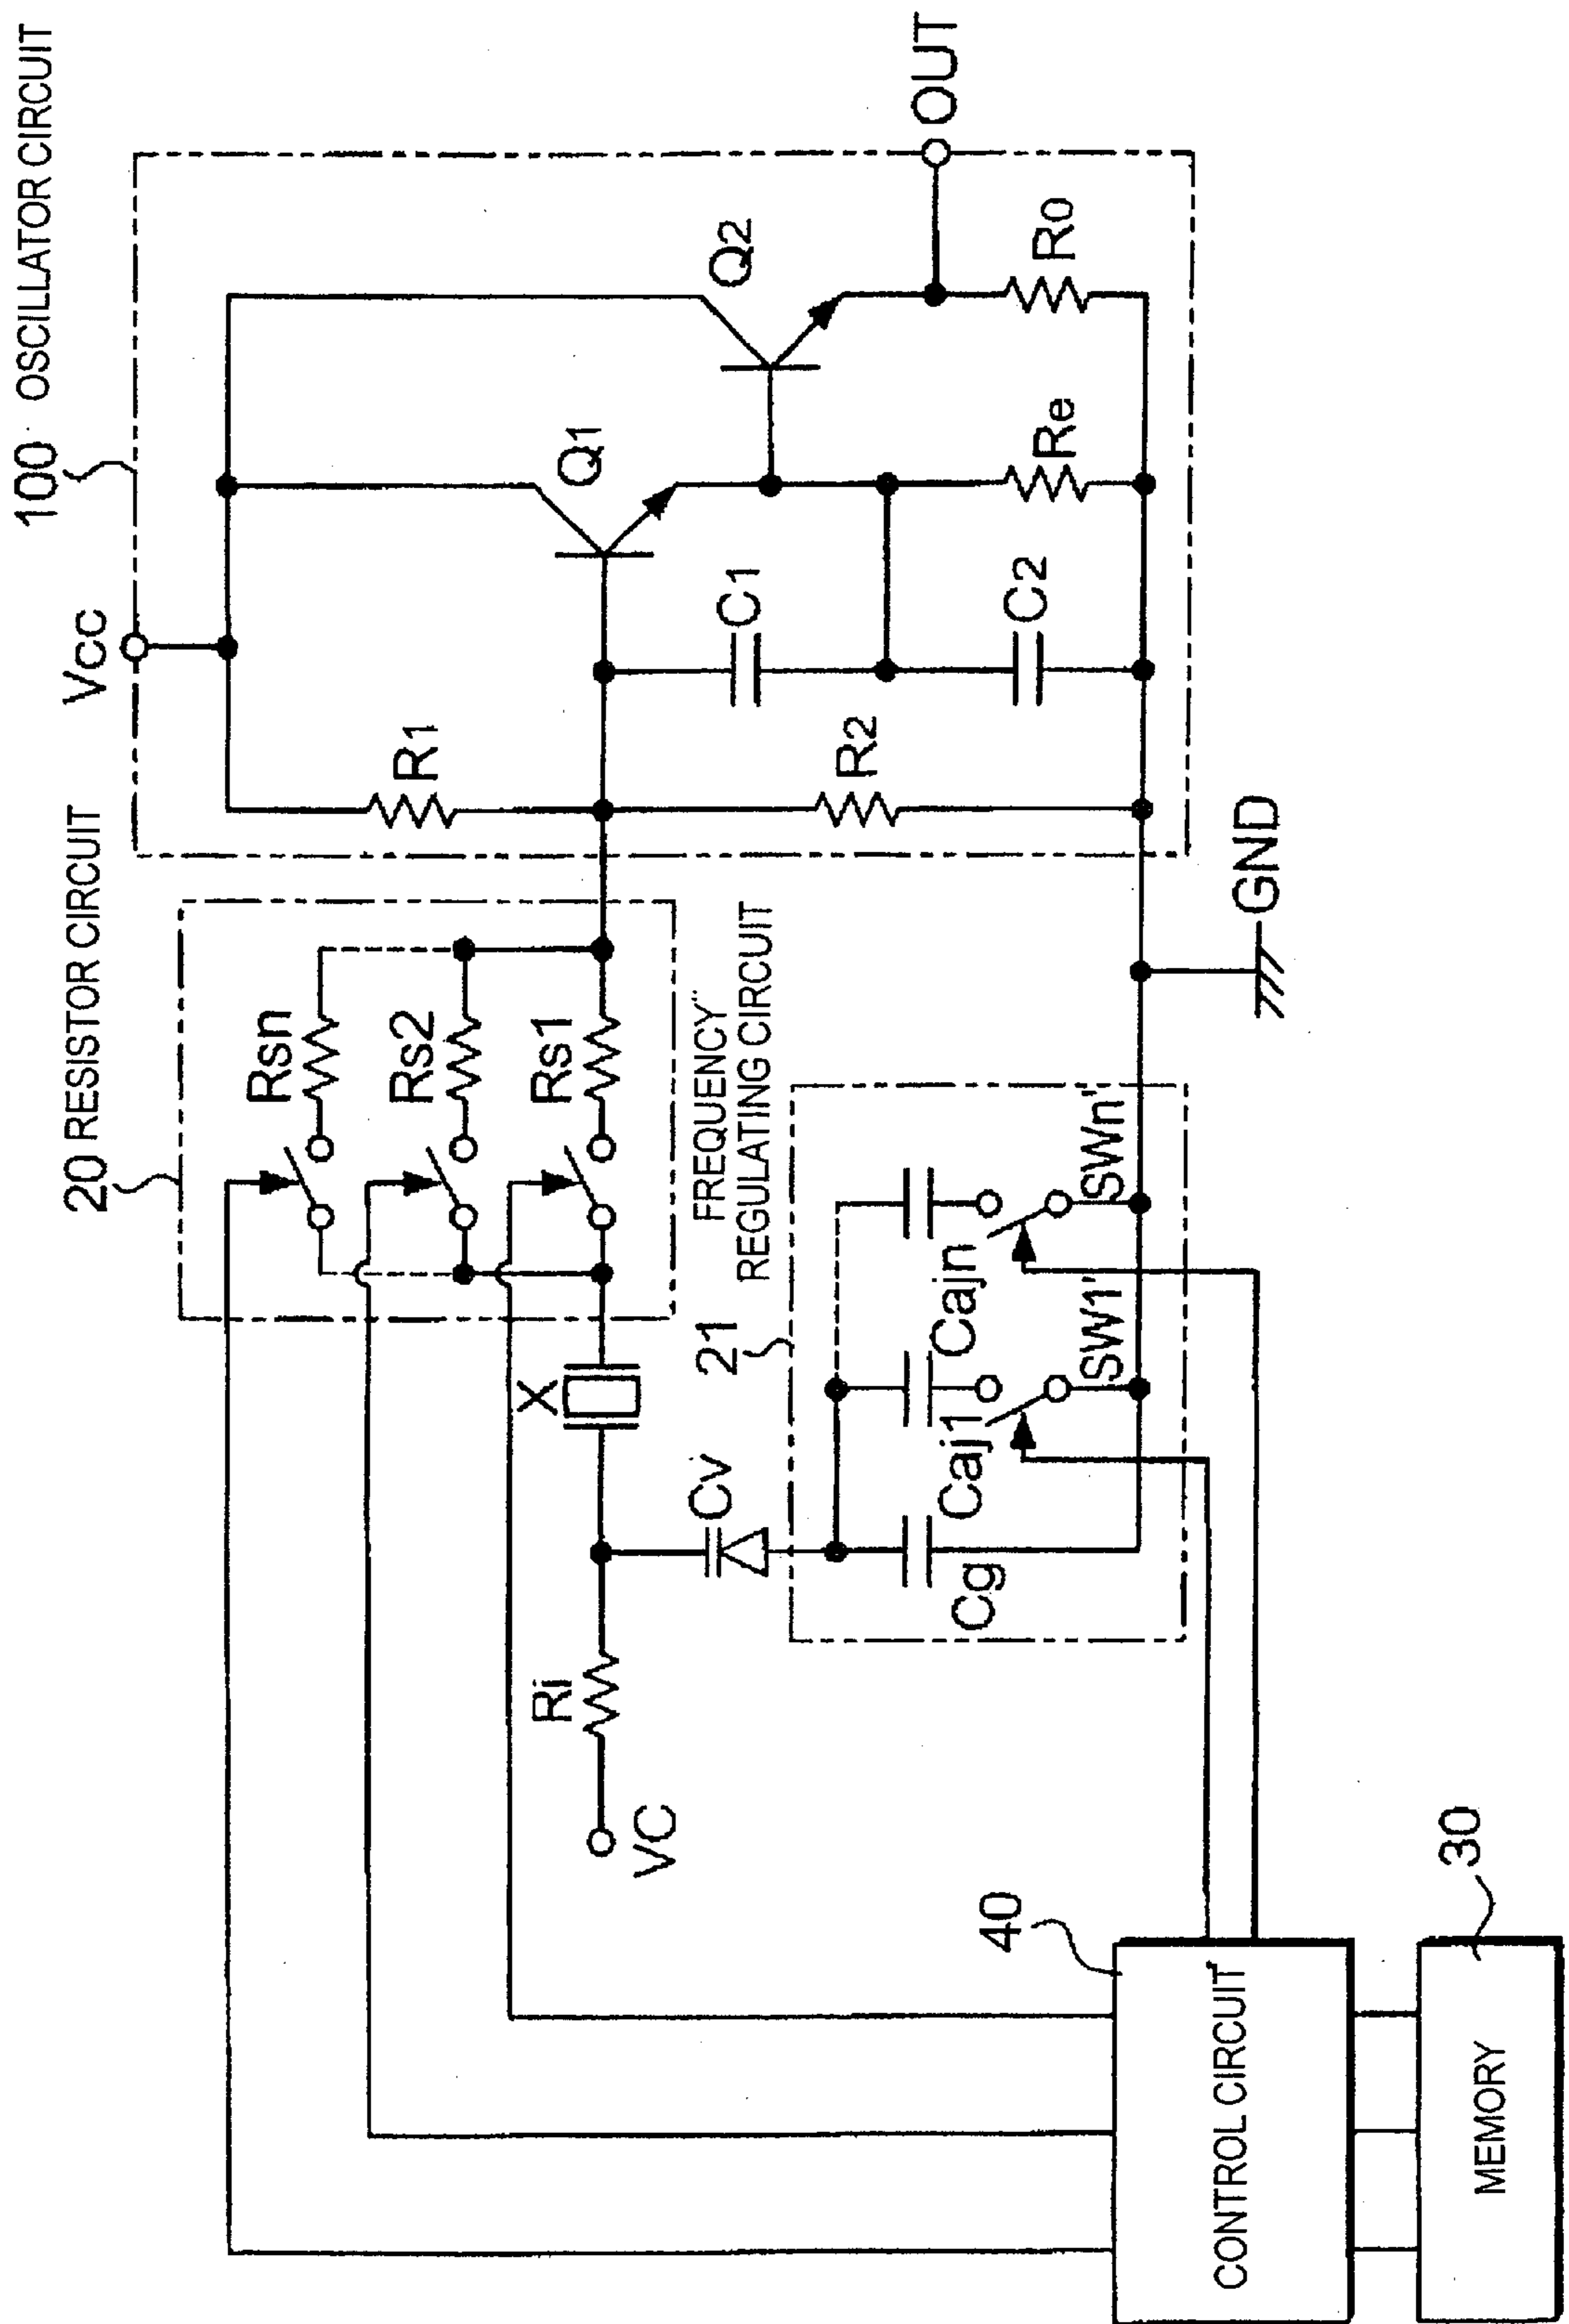 100 OSCILLATOR CIRCUIT
Vcc
OUT
Q1
Q2
R1
R2
C1
C2
Re
Ro
20 RESISTOR CIRCUIT
Rsn
Rs2
Rs1
FREQUENCY
REGULATING CIRCUIT
21
X
Cv
Ri
VC
Cg
Caj1
Cajn
SW1'
SWn'
GND
40
CONTROL CIRCUIT
30
MEMORY